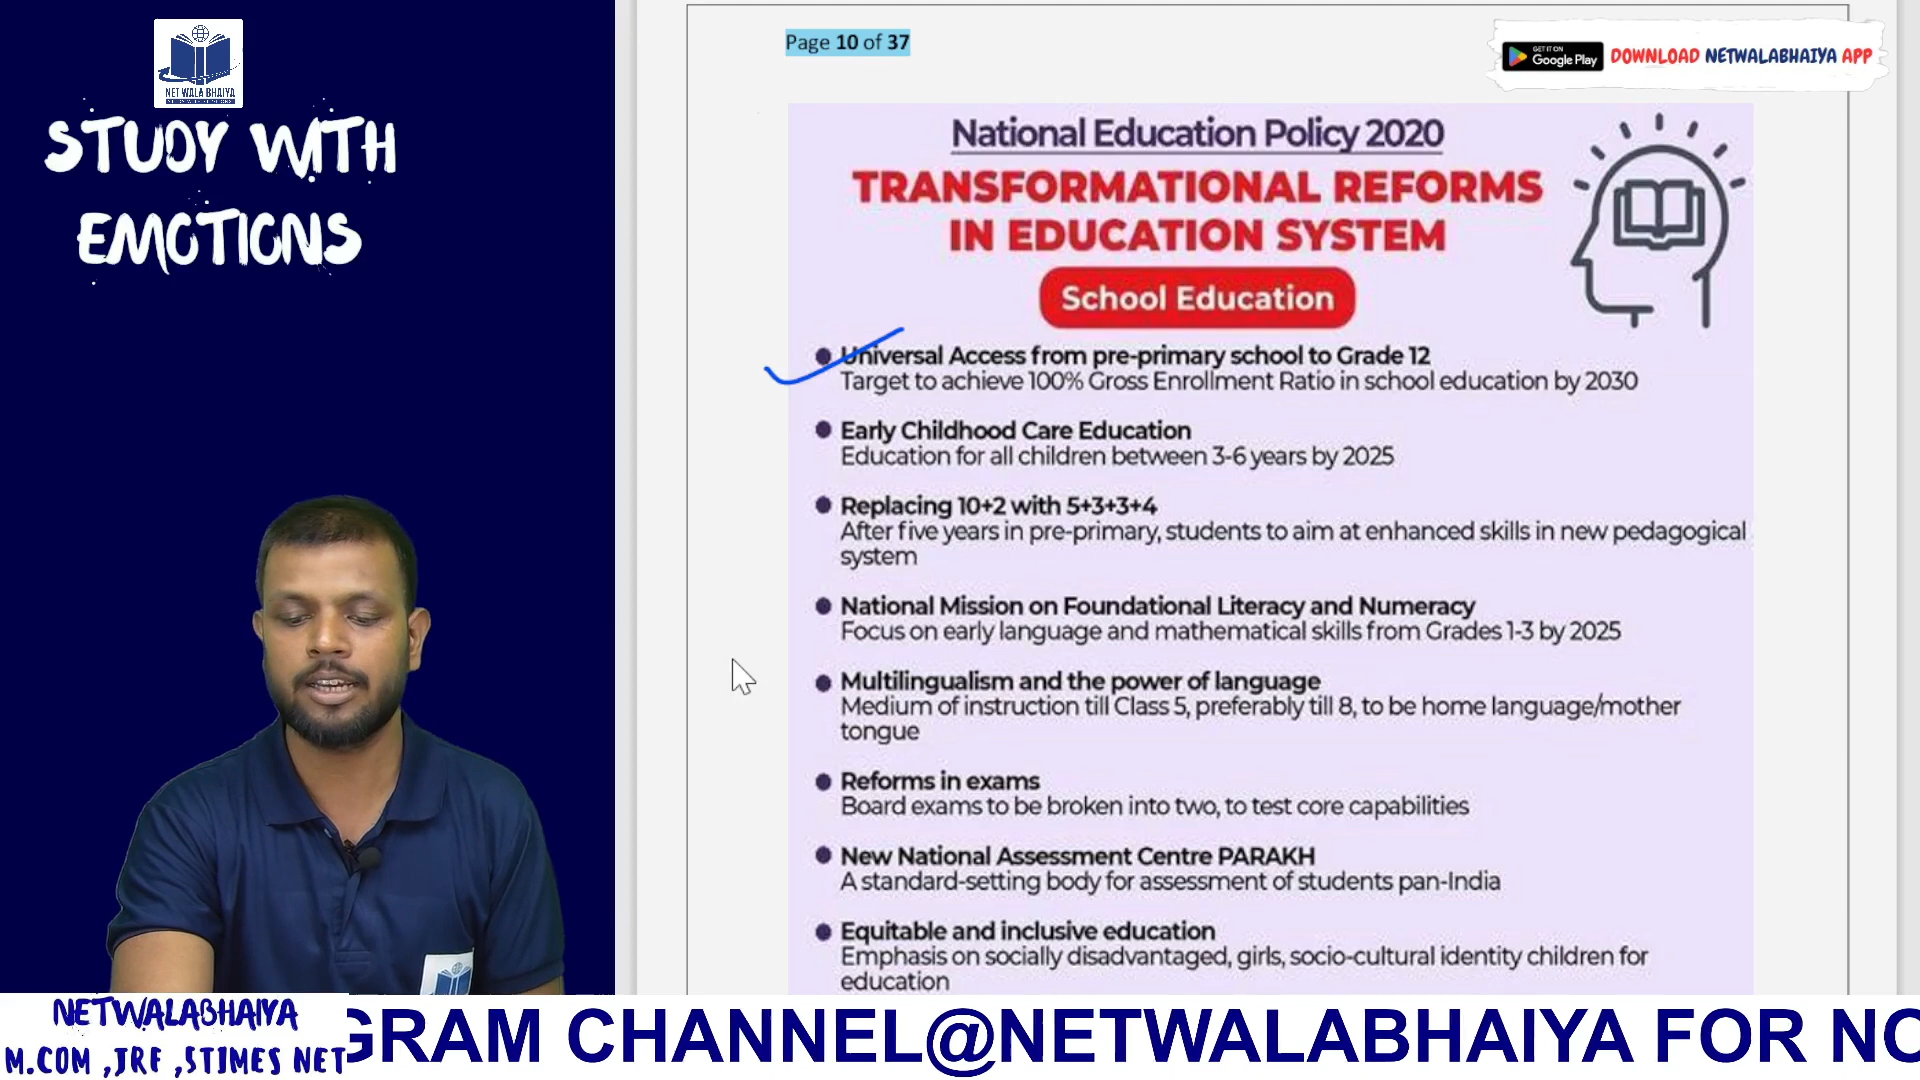 NET WALA BHAIYA
STUDY WITH
EMOTIONS
Page 10 of 37
GET IT ON
Google Play
DOWNLOAD NETWALABHAIYA APP
National Education Policy 2020
TRANSFORMATIONAL REFORMS
IN EDUCATION SYSTEM
School Education
Universal Access from pre-primary school to Grade 12
Target to achieve 100% Gross Enrollment Ratio in school education by 2030
Early Childhood Care Education
Education for all children between 3-6 years by 2025
Replacing 10+2 with 5+3+3+4
After five years in pre-primary, students to aim at enhanced skills in new pedagogical
system
National Mission on Foundational Literacy and Numeracy
Focus on early language and mathematical skills from Grades 1-3 by 2025
Multilingualism and the power of language
Medium of instruction till Class 5, preferably till 8, to be home language/mother
tongue
Reforms in exams
Board exams to be broken into two, to test core capabilities
New National Assessment Centre PARAKH
A standard-setting body for assessment of students pan-India
Equitable and inclusive education
Emphasis on socially disadvantaged, girls, socio-cultural identity children for
education
NETWALABHAIYA
M.COM ,JRF ,5TIMES NET
GRAM CHANNEL@NETWALABHAIYA FOR NO